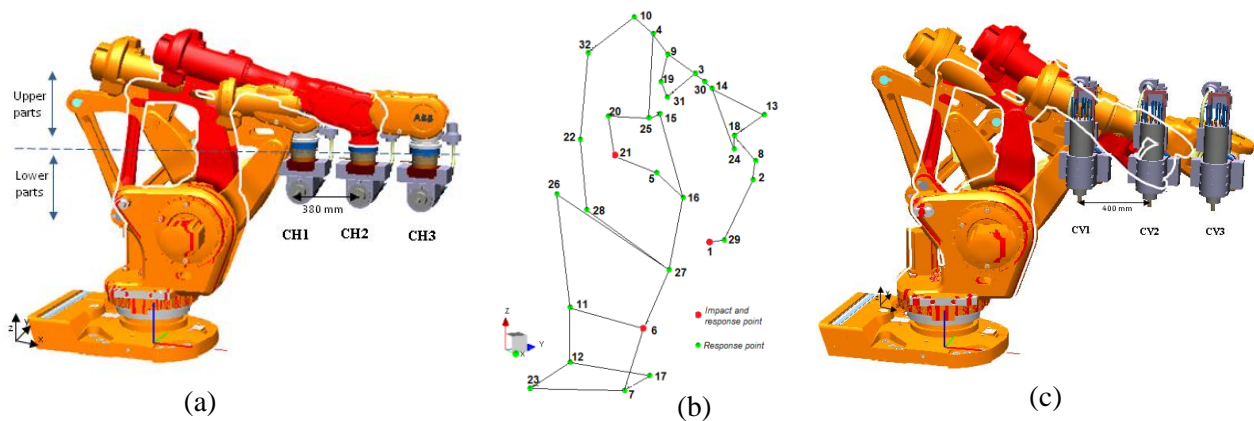 Upper
parts
Lower
parts
ABB
380 mm
CH1 CH2 CH3
Z Y X
(a)
10
4
32
9
3
19
30
14
31
13
20
25
15
18
22
24
21
8
5
2
26
28
16
1
29
27
11
6
Impact and
response point
Response point
Z
Y
X
12
17
23
7
(b)
400 mm
CV1 CV2 CV3
Z
X
(c)